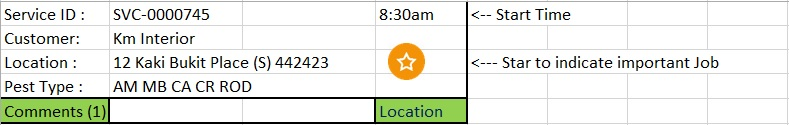 Service ID : SVC-0000745 8:30am <-- Start Time
Customer: Km Interior
Location : 12 Kaki Bukit Place (S) 442423 <--- Star to indicate important Job
Pest Type : AM MB CA CR ROD
Comments (1) Location